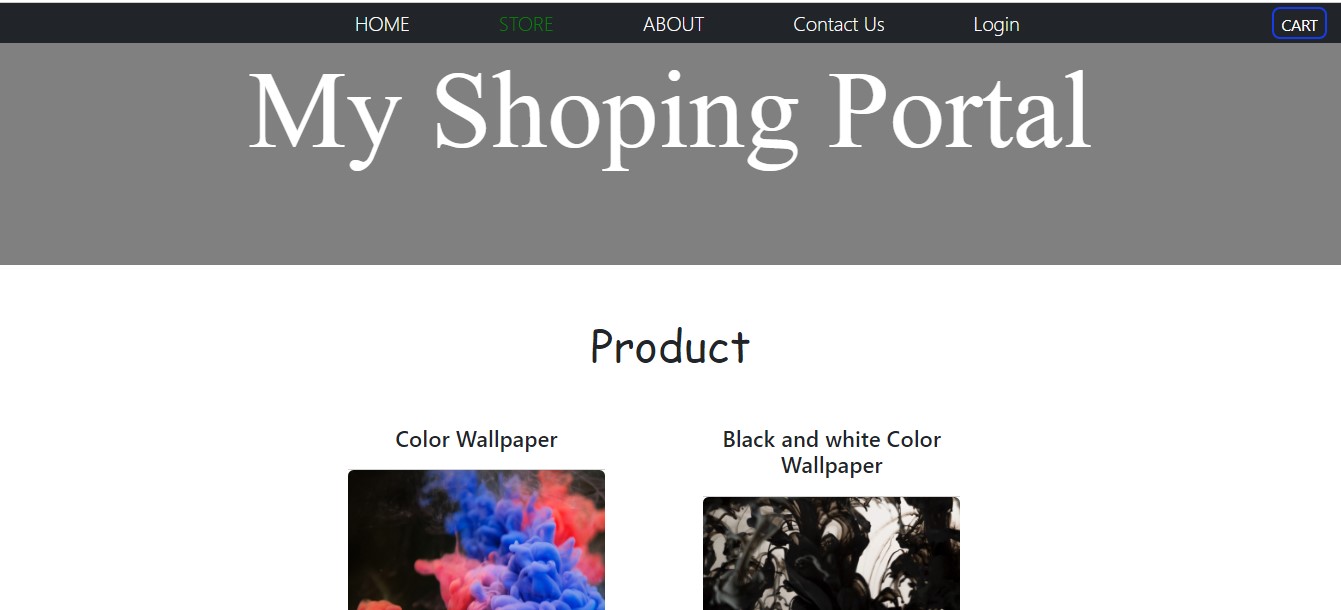 HOME STORE ABOUT Contact Us Login CART
My Shoping Portal
Product
Color Wallpaper
Black and white Color
Wallpaper